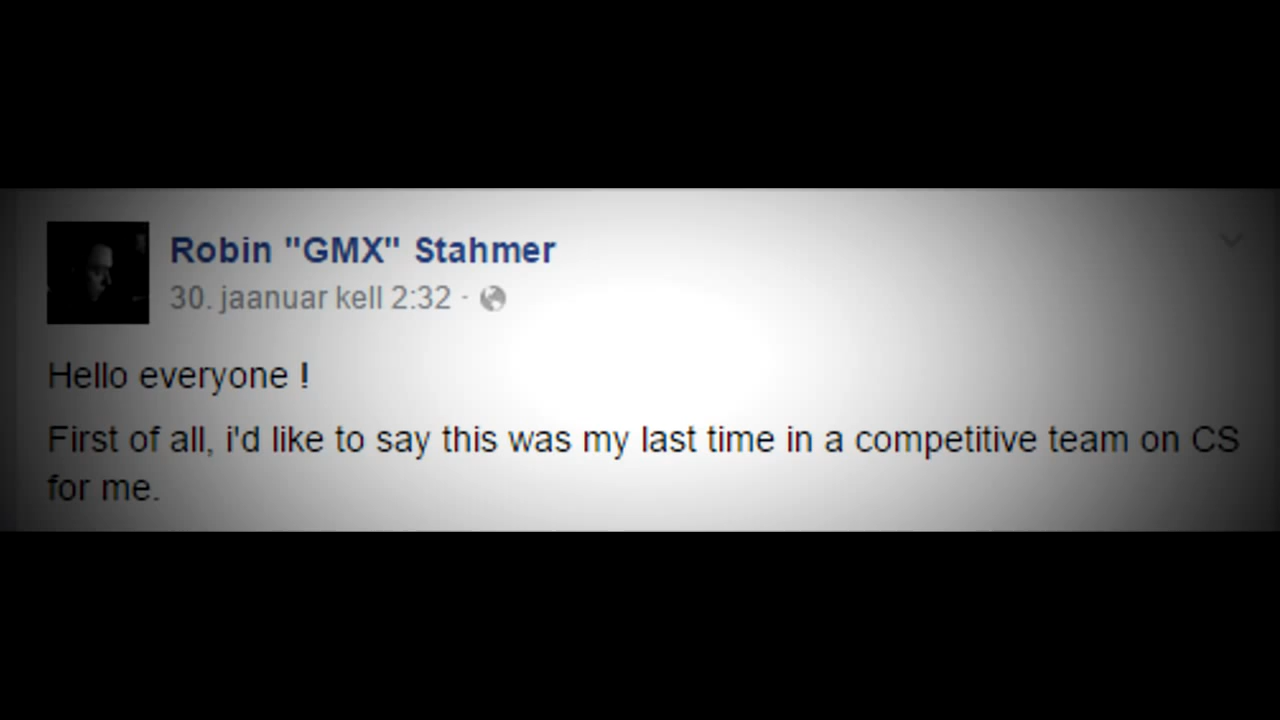 Robin "GMX" Stahmer
30. jaanuar kell 2:32 ·
Hello everyone !
First of all, i'd like to say this was my last time in a competitive team on CS
for me.